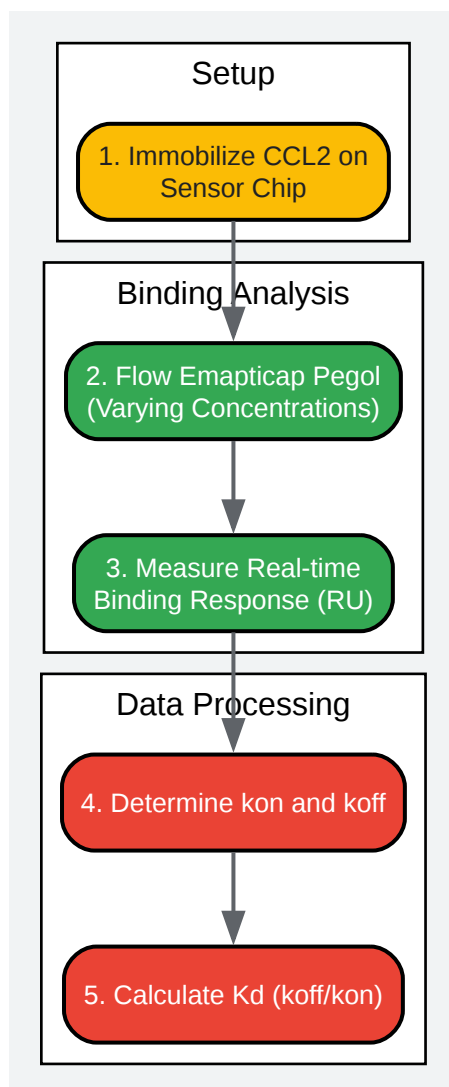 Setup
1. Immobilize CCL2 on
Sensor Chip
Binding Analysis
2. Flow Emapticap Pegol
(Varying Concentrations)
3. Measure Real-time
Binding Response (RU)
Data Processing
4. Determine kon and koff
5. Calculate Kd (koff/kon)